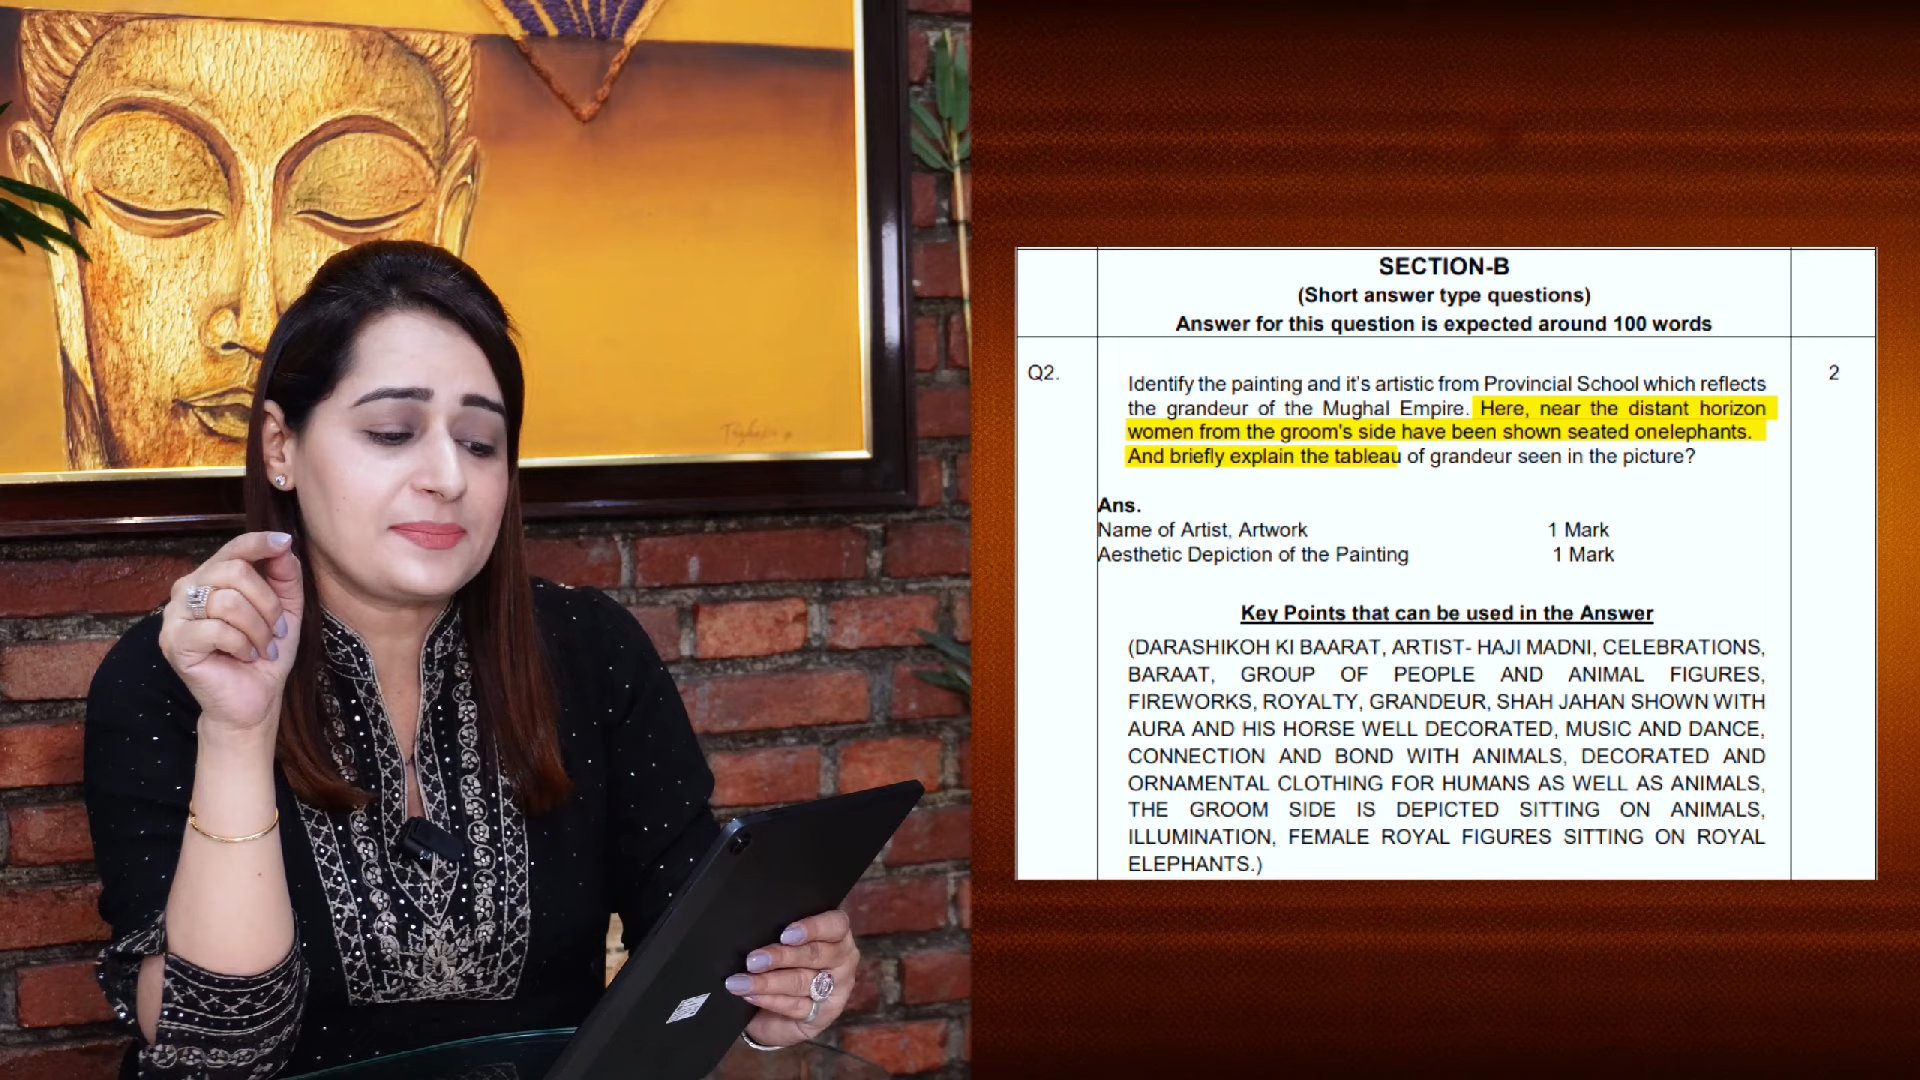 SECTION-B
(Short answer type questions)
Answer for this question is expected around 100 words
Q2.
2
Identify the painting and it's artistic from Provincial School which reflects
the grandeur of the Mughal Empire. Here, near the distant horizon
women from the groom's side have been shown seated onelephants.
And briefly explain the tableau of grandeur seen in the picture?
Ans.
Name of Artist, Artwork 1 Mark
Aesthetic Depiction of the Painting 1 Mark
Key Points that can be used in the Answer
(DARASHIKOH KI BAARAT, ARTIST- HAJI MADNI, CELEBRATIONS,
BARAAT, GROUP OF PEOPLE AND ANIMAL FIGURES,
FIREWORKS, ROYALTY, GRANDEUR, SHAH JAHAN SHOWN WITH
AURA AND HIS HORSE WELL DECORATED, MUSIC AND DANCE,
CONNECTION AND BOND WITH ANIMALS, DECORATED AND
ORNAMENTAL CLOTHING FOR HUMANS AS WELL AS ANIMALS,
THE GROOM SIDE IS DEPICTED SITTING ON ANIMALS,
ILLUMINATION, FEMALE ROYAL FIGURES SITTING ON ROYAL
ELEPHANTS.)